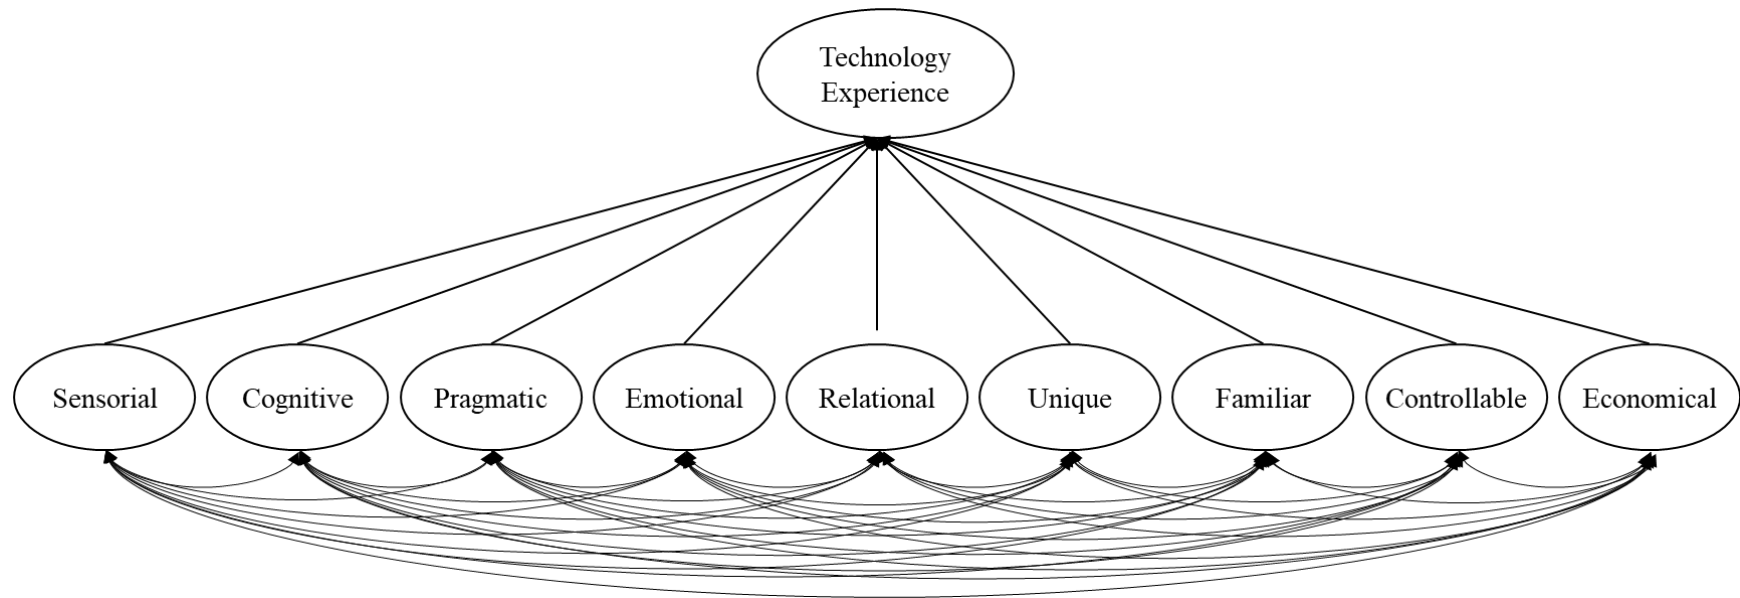 Technology
Experience
Sensorial
Cognitive
Pragmatic
Emotional
Relational
Unique
Familiar
Controllable
Economical